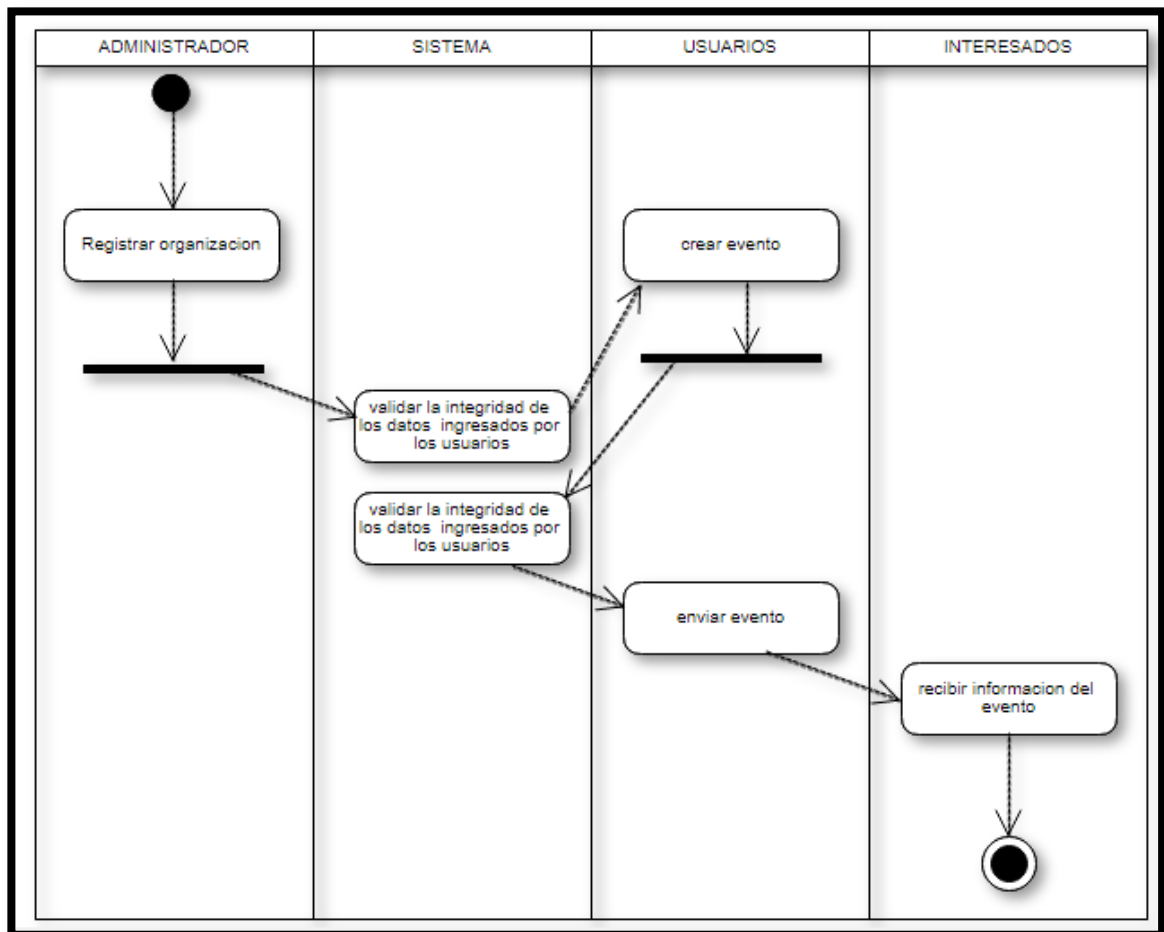 ADMINISTRADOR
SISTEMA
USUARIOS
INTERESADOS
Registrar organizacion
crear evento
validar la integridad de
los datos ingresados por
los usuarios
validar la integridad de
los datos ingresados por
los usuarios
enviar evento
recibir informacion del
evento